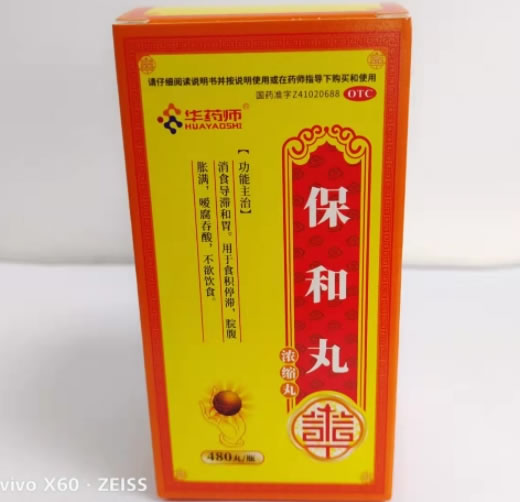 请仔细阅读说明书并按说明使用或在药师指导下购买和使用
国药准字Z41020688 OTC
华药师
HUAYAOSHI
保和丸
浓缩丸
【功能主治】
消食导滞和胃。用于食积停滞，脘腹
胀满，嗳腐吞酸，不欲饮食。
480丸/瓶
vivo X60 · ZEISS